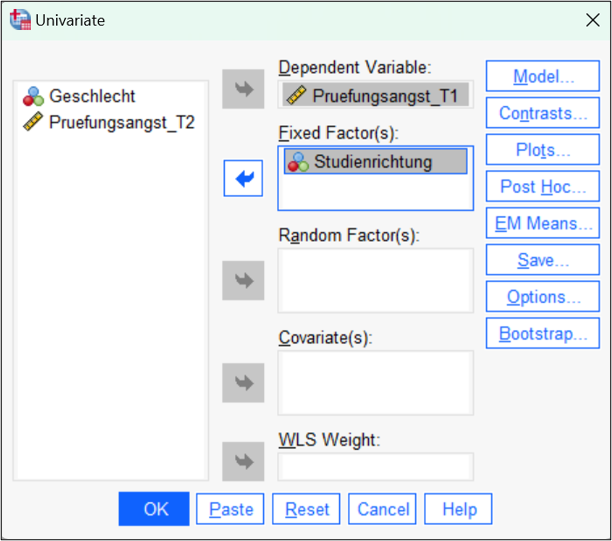 Univariate
Geschlecht
Pruefungsangst_T2
Dependent Variable:
Pruefungsangst_T1
Fixed Factor(s):
Studienrichtung
Random Factor(s):
Covariate(s):
WLS Weight:
Model...
Contrasts...
Plots...
Post Hoc...
EM Means...
Save...
Options...
Bootstrap...
OK Paste Reset Cancel Help